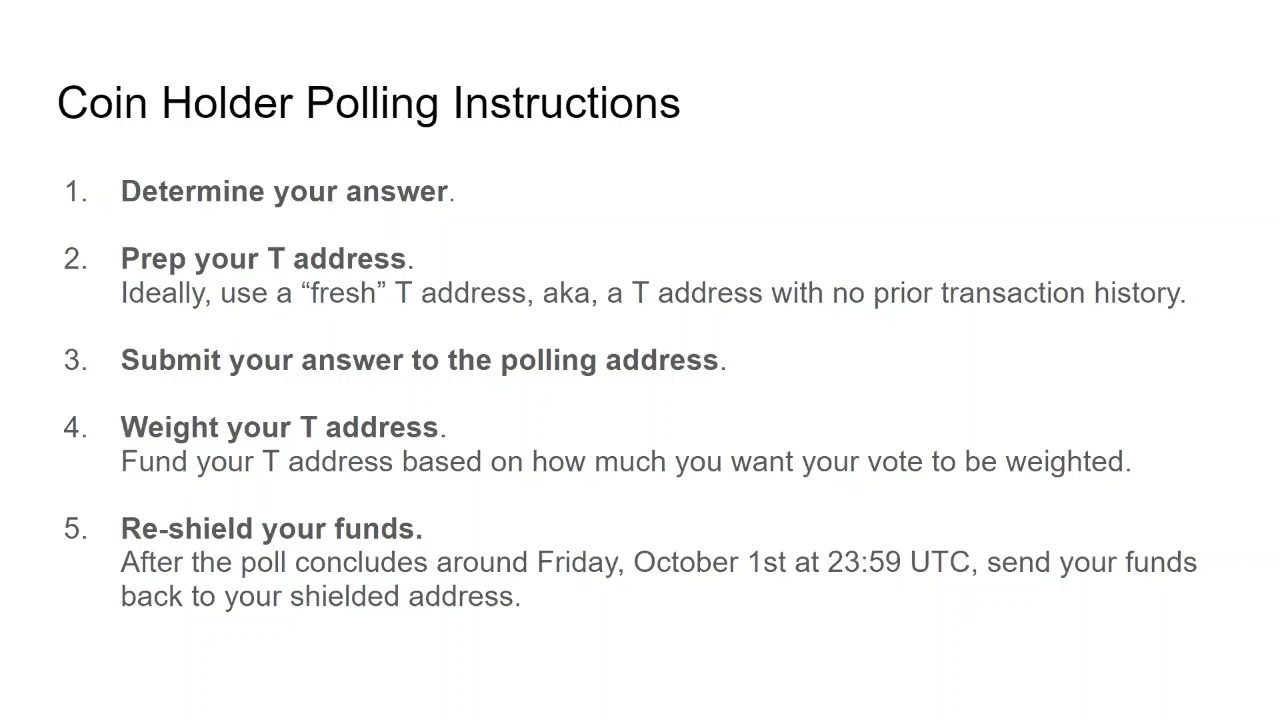 Coin Holder Polling Instructions
1. Determine your answer.
2. Prep your T address.
Ideally, use a “fresh” T address, aka, a T address with no prior transaction history.
3. Submit your answer to the polling address.
4. Weight your T address.
Fund your T address based on how much you want your vote to be weighted.
5. Re-shield your funds.
After the poll concludes around Friday, October 1st at 23:59 UTC, send your funds
back to your shielded address.